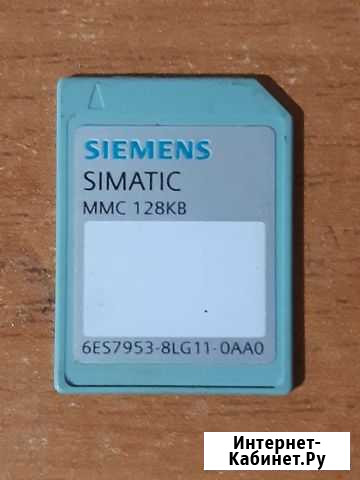 SIEMENS
SIMATIC
MMC 128KB
6ES7953-8LG11-0AA0
Интернет-
Кабинет.Ру